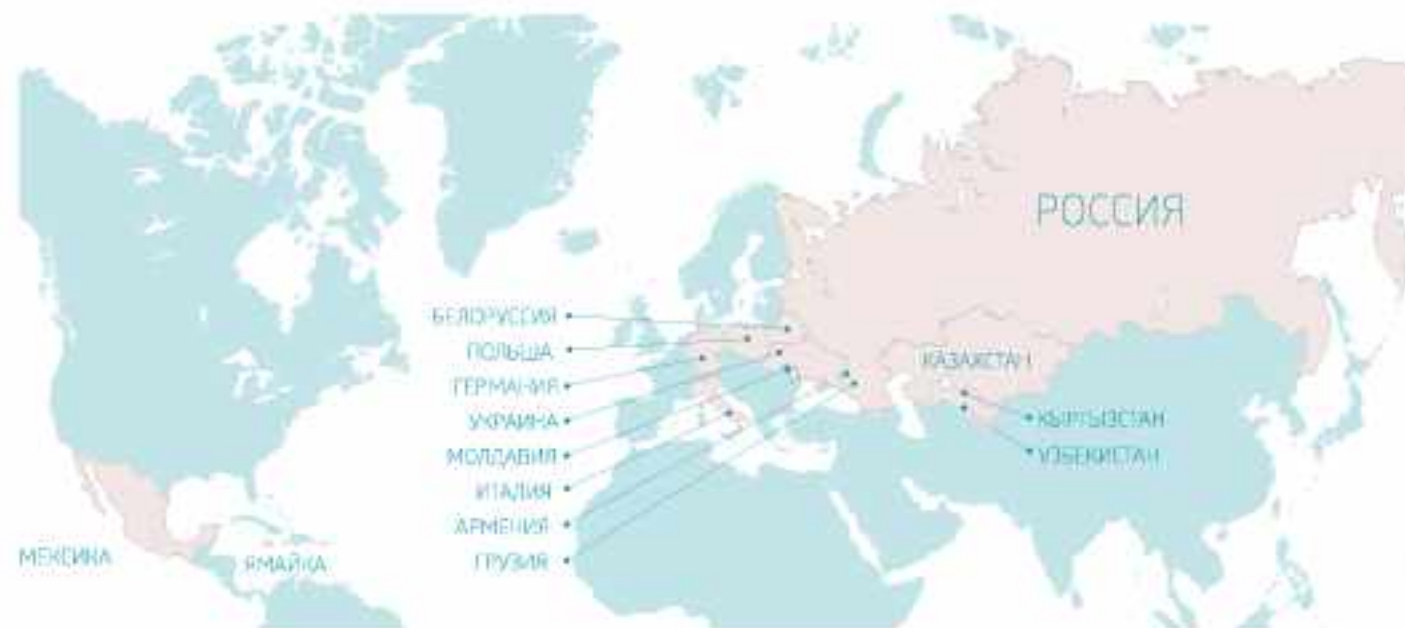 РОССИЯ
БЕЛОРУССИЯ
ПОЛЬША
ГЕРМАНИЯ
УКРАИНА
МОЛДАВИЯ
ИТАЛИЯ
АРМЕНИЯ
ГРУЗИЯ
КАЗАХСТАН
КЫРГЫЗСТАН
УЗБЕКИСТАН
МЕКСИКА
ЯМАЙКА